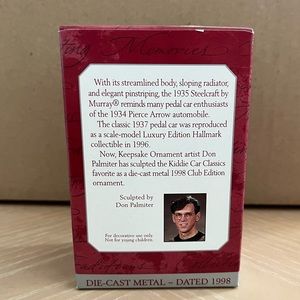 With its streamlined body, sloping radiator,
and elegant pinstriping, the 1935 Steelcraft by
Murray® reminds many pedal car enthusiasts
of the 1934 Pierce Arrow automobile.
The classic 1937 pedal car was reproduced
as a scale-model Luxury Edition Hallmark
collectible in 1996.
Now, Keepsake Ornament artist Don
Palmiter has sculpted the Kiddie Car Classics
favorite as a die-cast metal 1998 Club Edition
ornament.
Sculpted by
Don Palmiter
For decorative use only.
Not for young children.
DIE-CAST METAL – DATED 1998